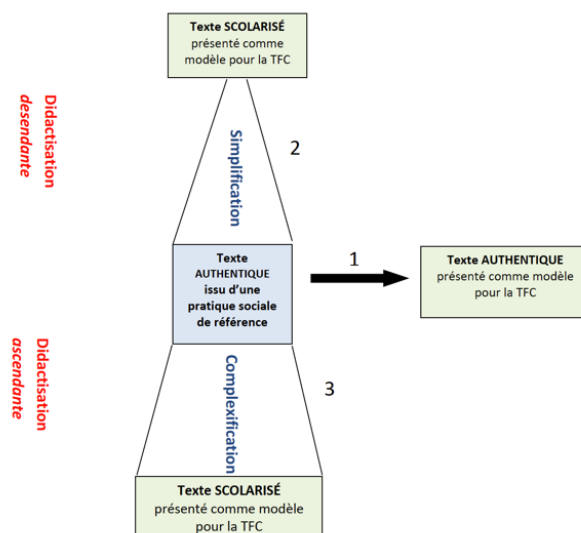 Texte SCOLARISÉ
présenté comme
modèle pour la TFC
Didactisation
desendante
Simplification
2
Texte
AUTHENTIQUE
issu d'une
pratique sociale
de référence
1
Texte AUTHENTIQUE
présenté comme modèle
pour la TFC
Didactisation
ascendante
Complexification
3
Texte SCOLARISÉ
présenté comme modèle
pour la TFC